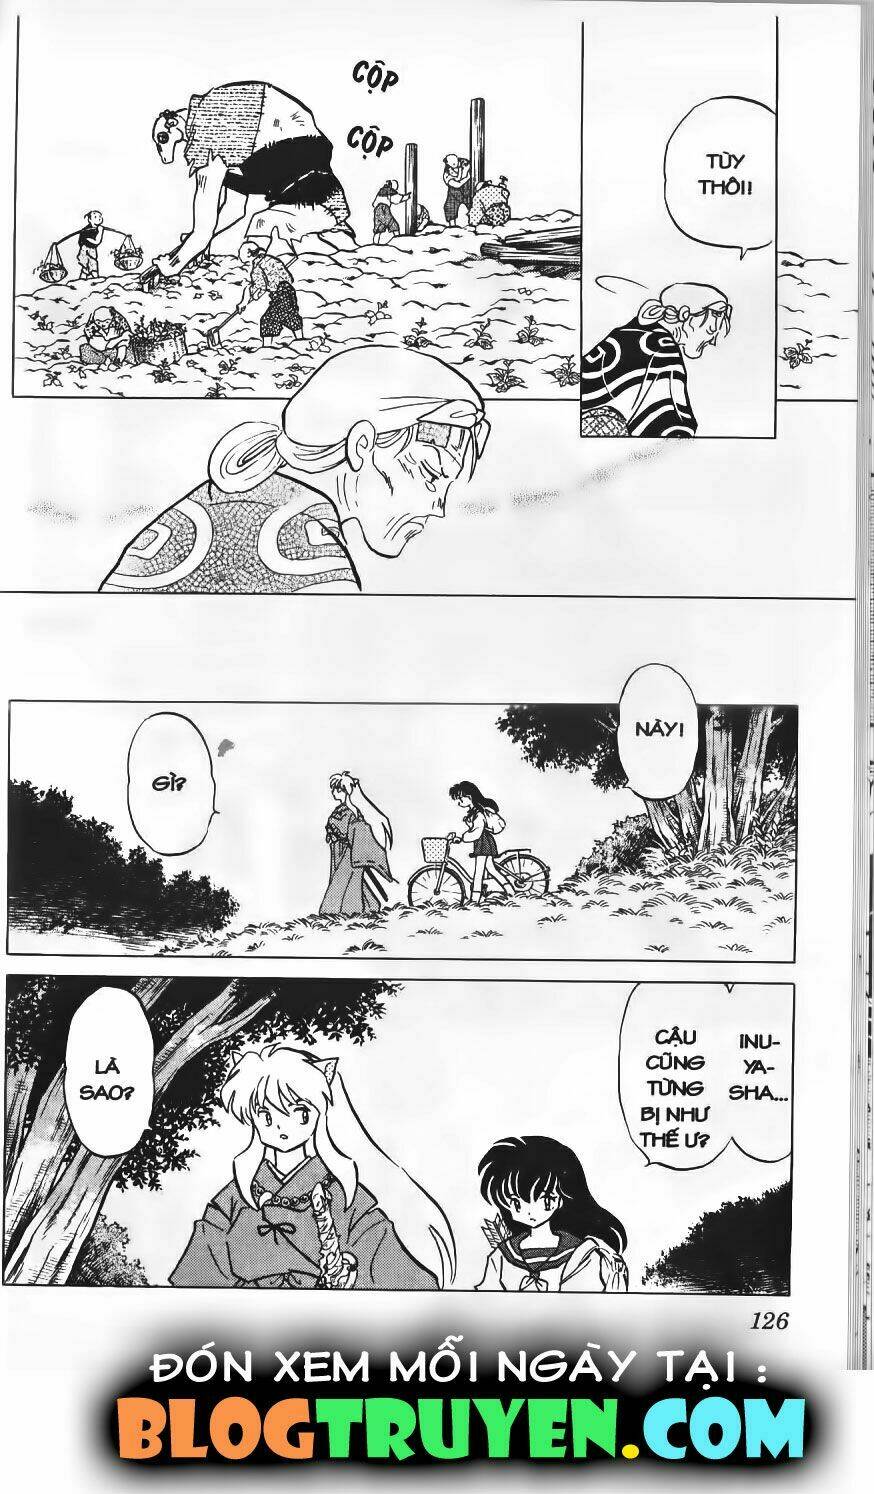 TÙY
THÔI!
CỘP
CỘP
NÀY!
GÌ?
INU-
YA-
SHA...
CẬU
CŨNG
TỪNG
BỊ NHƯ
THẾ Ư?
LÀ
SAO?
126
ĐÓN XEM MỖI NGÀY TẠI :
BLOGTRUYEN.COM